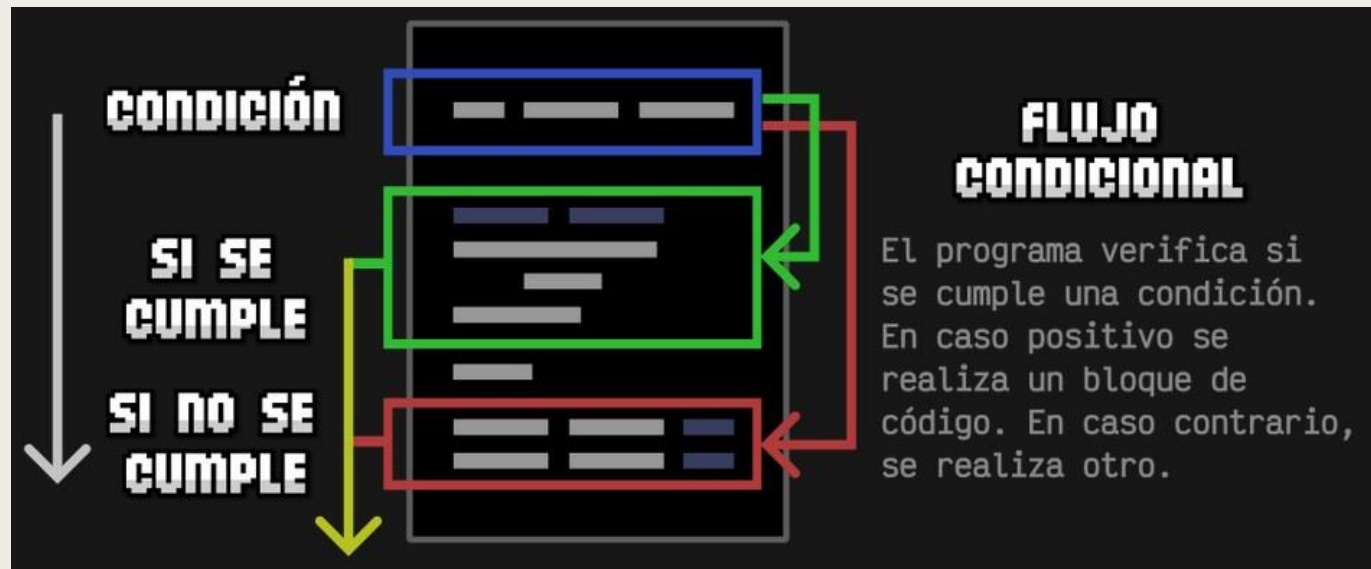 CONDICIÓN
SI SE
CUMPLE
SI NO SE
CUMPLE
FLUJO
CONDICIONAL
El programa verifica si
se cumple una condición.
En caso positivo se
realiza un bloque de
código. En caso contrario,
se realiza otro.